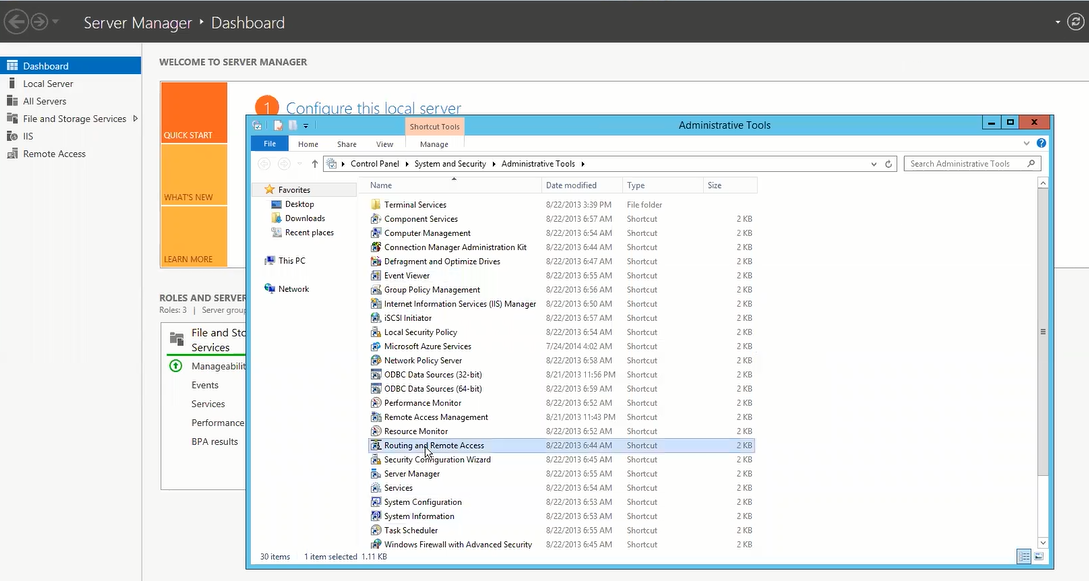 Server Manager ‣ Dashboard
Dashboard
Local Server
All Servers
File and Storage Services
IIS
Remote Access
WELCOME TO SERVER MANAGER
1 Configure this local server
QUICK START
WHAT'S NEW
LEARN MORE
ROLES AND SERVER
Roles: 3 | Server group
File and Sto
Services
Manageabilit
Events
Services
Performance
BPA results
Shortcut Tools
Administrative Tools
File Home Share View Manage
Control Panel System and Security Administrative Tools
Search Administrative Tools
Favorites
Desktop
Downloads
Recent places
This PC
Network
Name Date modified Type Size
Terminal Services 8/22/2013 3:39 PM File folder
Component Services 8/22/2013 6:57 AM Shortcut 2 KB
Computer Management 8/22/2013 6:54 AM Shortcut 2 KB
Connection Manager Administration Kit 8/22/2013 6:44 AM Shortcut 2 KB
Defragment and Optimize Drives 8/22/2013 6:47 AM Shortcut 2 KB
Event Viewer 8/22/2013 6:55 AM Shortcut 2 KB
Group Policy Management 8/22/2013 6:56 AM Shortcut 2 KB
Internet Information Services (IIS) Manager 8/22/2013 6:50 AM Shortcut 2 KB
iSCSI Initiator 8/22/2013 6:57 AM Shortcut 2 KB
Local Security Policy 8/22/2013 6:54 AM Shortcut 2 KB
Microsoft Azure Services 7/24/2014 4:02 AM Shortcut 2 KB
Network Policy Server 8/22/2013 6:58 AM Shortcut 2 KB
ODBC Data Sources (32-bit) 8/21/2013 11:56 PM Shortcut 2 KB
ODBC Data Sources (64-bit) 8/22/2013 6:59 AM Shortcut 2 KB
Performance Monitor 8/22/2013 6:52 AM Shortcut 2 KB
Remote Access Management 8/21/2013 11:43 PM Shortcut 2 KB
Resource Monitor 8/22/2013 6:52 AM Shortcut 2 KB
Routing and Remote Access 8/22/2013 6:44 AM Shortcut 2 KB
Security Configuration Wizard 8/22/2013 6:45 AM Shortcut 2 KB
Server Manager 8/22/2013 6:55 AM Shortcut 2 KB
Services 8/22/2013 6:54 AM Shortcut 2 KB
System Configuration 8/22/2013 6:53 AM Shortcut 2 KB
System Information 8/22/2013 6:53 AM Shortcut 2 KB
Task Scheduler 8/22/2013 6:55 AM Shortcut 2 KB
Windows Firewall with Advanced Security 8/22/2013 6:45 AM Shortcut 2 KB
30 items 1 item selected 1.11 KB